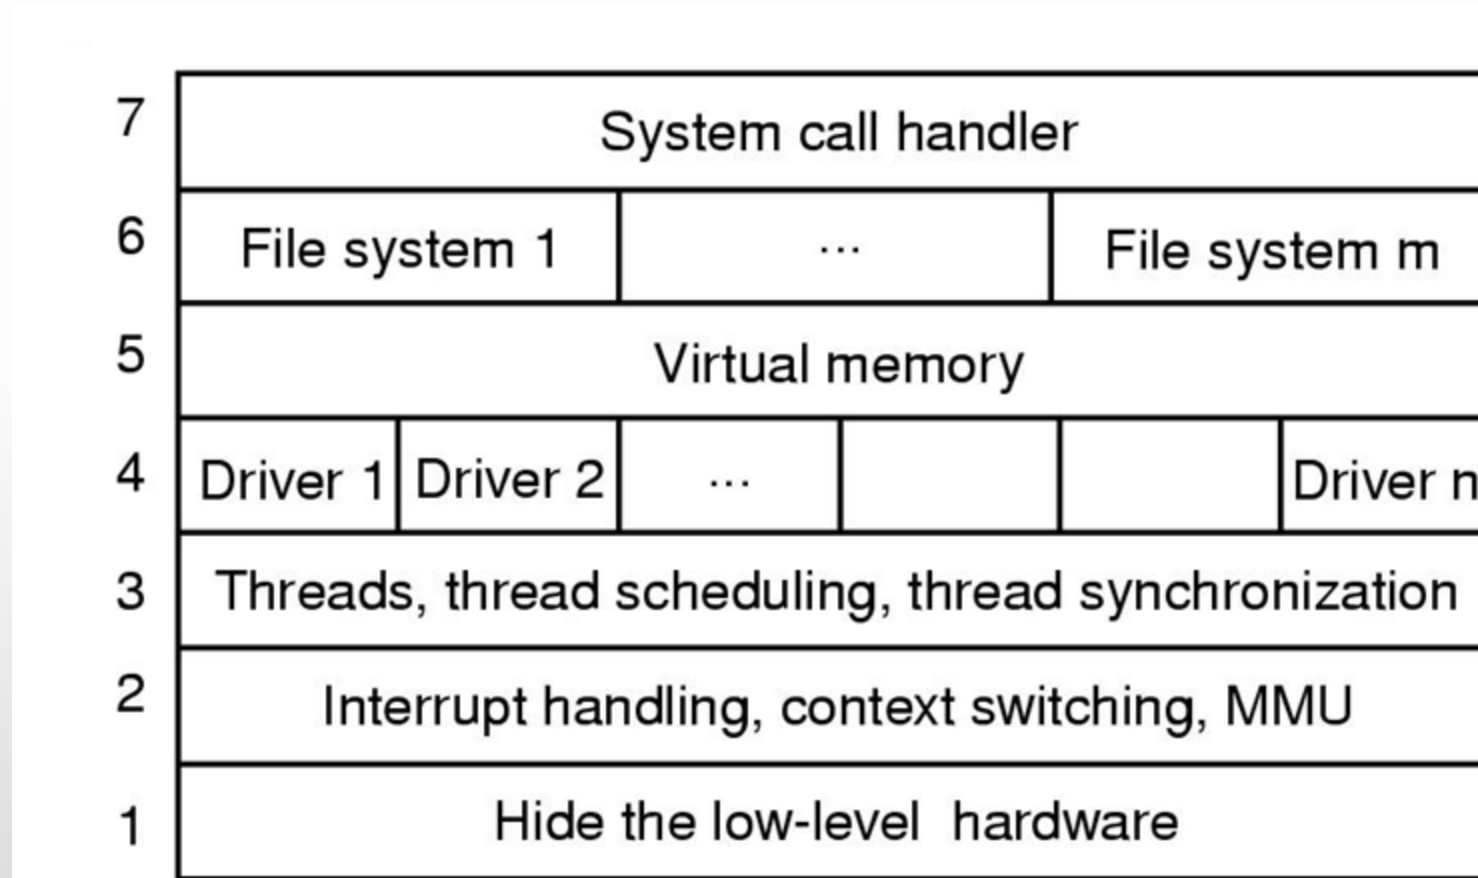 7 System call handler
6 File system 1 ... File system m
5 Virtual memory
4 Driver 1 Driver 2 ... Driver n
3 Threads, thread scheduling, thread synchronization
2 Interrupt handling, context switching, MMU
1 Hide the low-level hardware